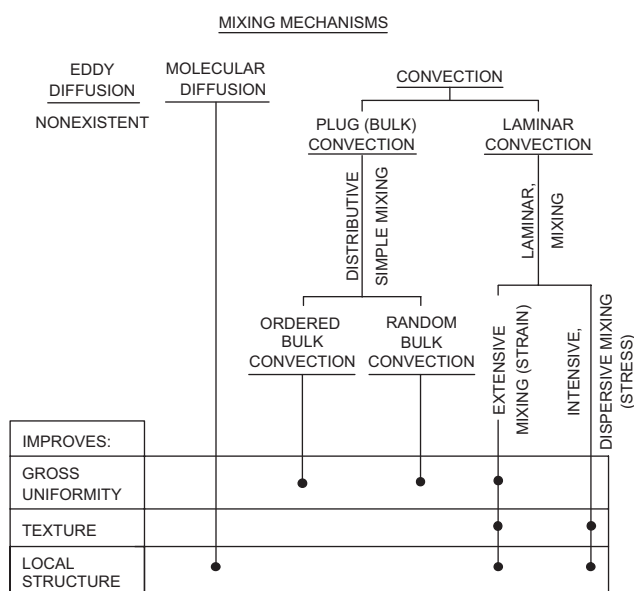 MIXING MECHANISMS
EDDY
DIFFUSION
NONEXISTENT
MOLECULAR
DIFFUSION
CONVECTION
PLUG (BULK)
CONVECTION
LAMINAR
CONVECTION
DISTRIBUTIVE
SIMPLE MIXING
LAMINAR,
MIXING
ORDERED
BULK
CONVECTION
RANDOM
BULK
CONVECTION
EXTENSIVE
MIXING (STRAIN)
INTENSIVE,
DISPERSIVE MIXING
(STRESS)
IMPROVES:
GROSS
UNIFORMITY
TEXTURE
LOCAL
STRUCTURE